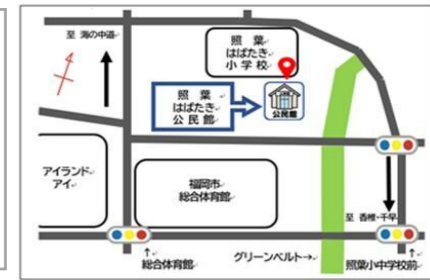 至 海の中道
照 葉
はばたき
小学校
照 葉
はばたき
公民館
公民館
アイランド
アイ
福岡市
総合体育館
至 香椎・千早
↑
総合体育館
グリーンベルト→
↑
照葉小中学校前